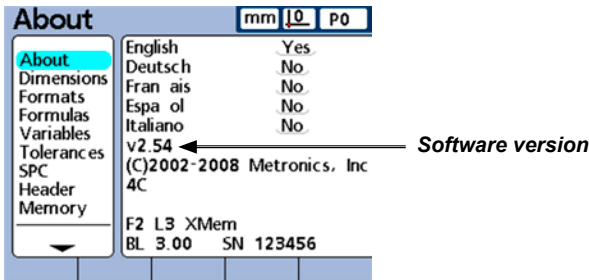 About
mm 0 P0
About
Dimensions
Formats
Formulas
Variables
Tolerances
SPC
Header
Memory
English Yes
Deutsch No
Fran ais No
Espa ol No
Italiano No
v2.54
(C)2002-2008 Metronics, Inc
4C
F2 L3 XMem
BL 3.00 SN 123456
Software version